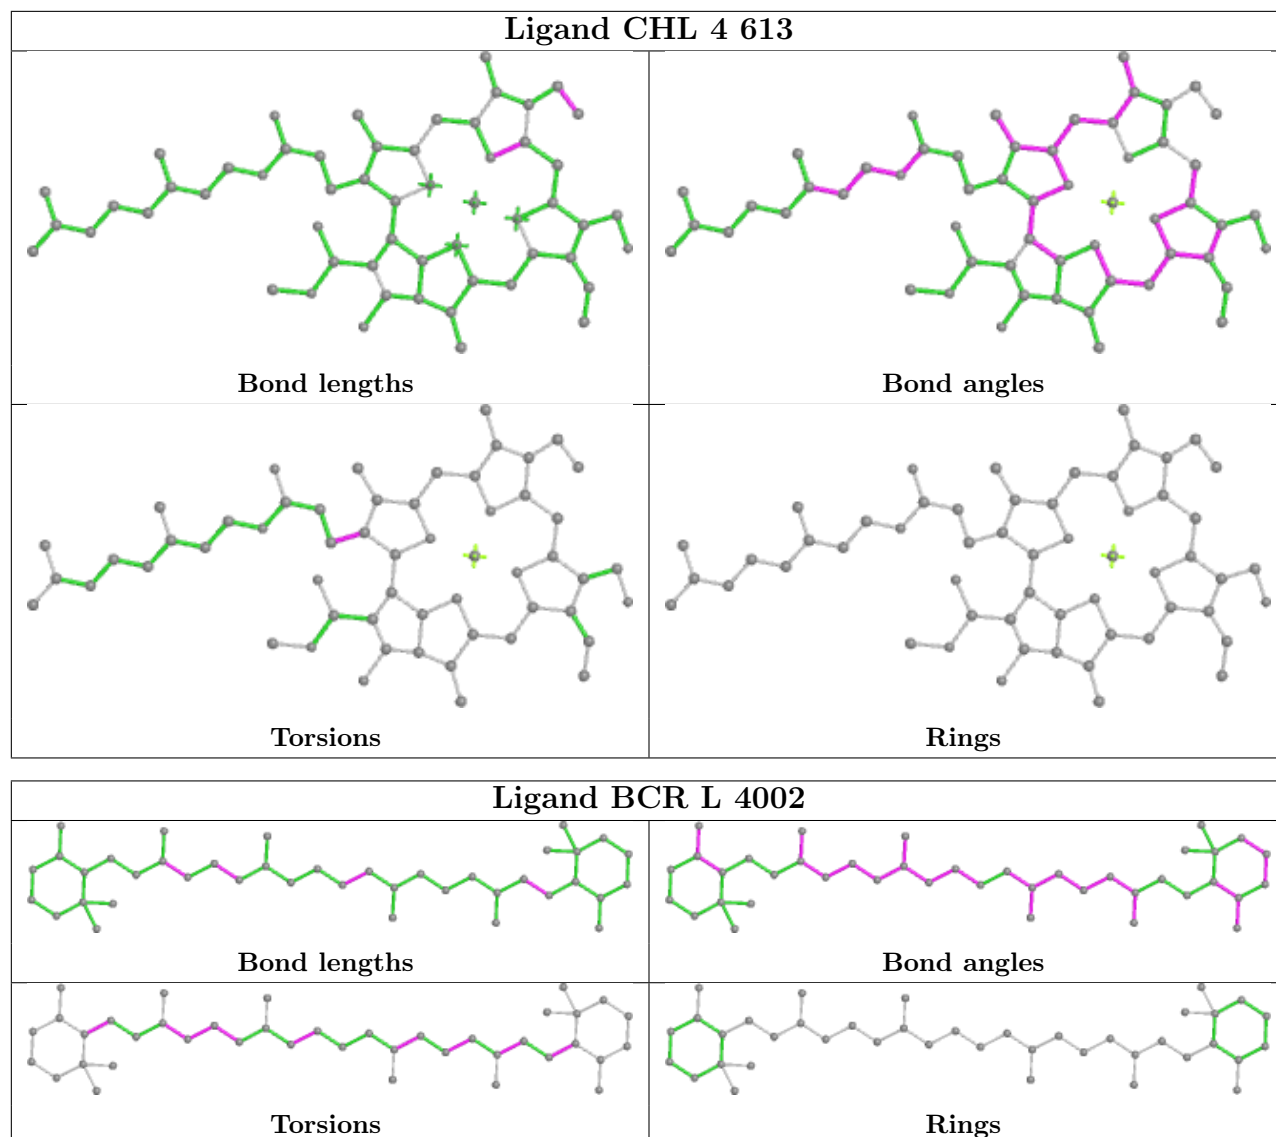 Ligand CHL 4 613
Bond lengths
Bond angles
Torsions
Rings
Ligand BCR L 4002
Bond lengths
Bond angles
Torsions
Rings